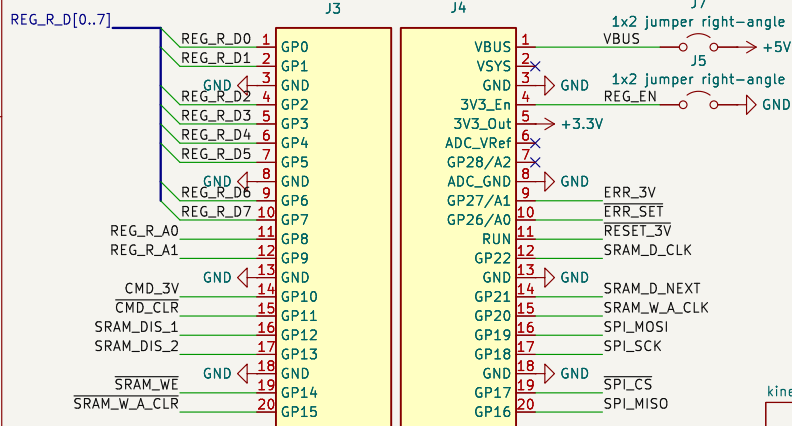 J3
J4
J7
REG_R_D[0..7]
1x2 jumper right-angle
REG_R_D0 1 GP0
VBUS 1 VBUS +5V
REG_R_D1 2 GP1
VSYS 2
J5
1x2 jumper right-angle
GND 3 GND
GND 3 GND
REG_R_D2 4 GP2
3V3_En 4 REG_EN GND
REG_R_D3 5 GP3
3V3_Out 5 +3.3V
REG_R_D4 6 GP4
ADC_VRef 6
REG_R_D5 7 GP5
GP28/A2 7
GND 8 GND
ADC_GND 8 GND
REG_R_D6 9 GP6
GP27/A1 9 ERR_3V
REG_R_D7 10 GP7
GP26/A0 10 ERR_SET
REG_R_A0 11 GP8
RUN 11 RESET_3V
REG_R_A1 12 GP9
GP22 12 SRAM_D_CLK
GND 13 GND
GND 13 GND
CMD_3V 14 GP10
GP21 14 SRAM_D_NEXT
CMD_CLR 15 GP11
GP20 15 SRAM_W_A_CLK
SRAM_DIS_1 16 GP12
GP19 16 SPI_MOSI
SRAM_DIS_2 17 GP13
GP18 17 SPI_SCK
GND 18 GND
GND 18 GND
SRAM_WE 19 GP14
GP17 19 SPI_CS
SRAM_W_A_CLR 20 GP15
GP16 20 SPI_MISO